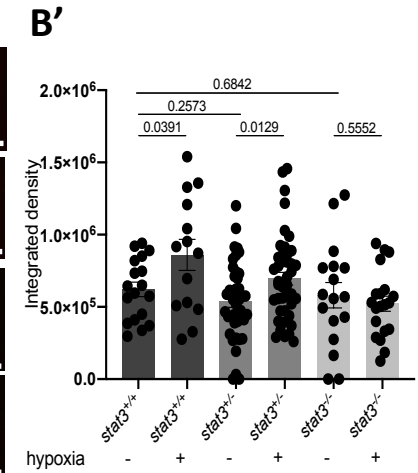 B'
0.6842
2.0×10⁶
0.2573
0.0391 0.0129 0.5552
1.5×10⁶
Integrated density
1.0×10⁶
5.0×10⁵
0.0
stat3⁺/⁺ stat3⁺/⁺ stat3⁺/⁻ stat3⁺/⁻ stat3⁻/⁻ stat3⁻/⁻
hypoxia - + - + - +